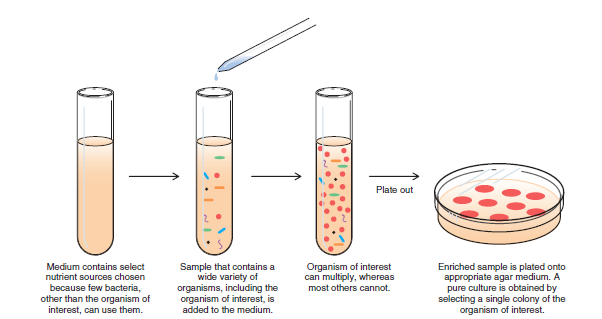 Plate out
Medium contains select
nutrient sources chosen
because few bacteria,
other than the organism of
interest, can use them.
Sample that contains a
wide variety of
organisms, including the
organism of interest, is
added to the medium.
Organism of interest
can multiply, whereas
most others cannot.
Enriched sample is plated onto
appropriate agar medium. A
pure culture is obtained by
selecting a single colony of the
organism of interest.